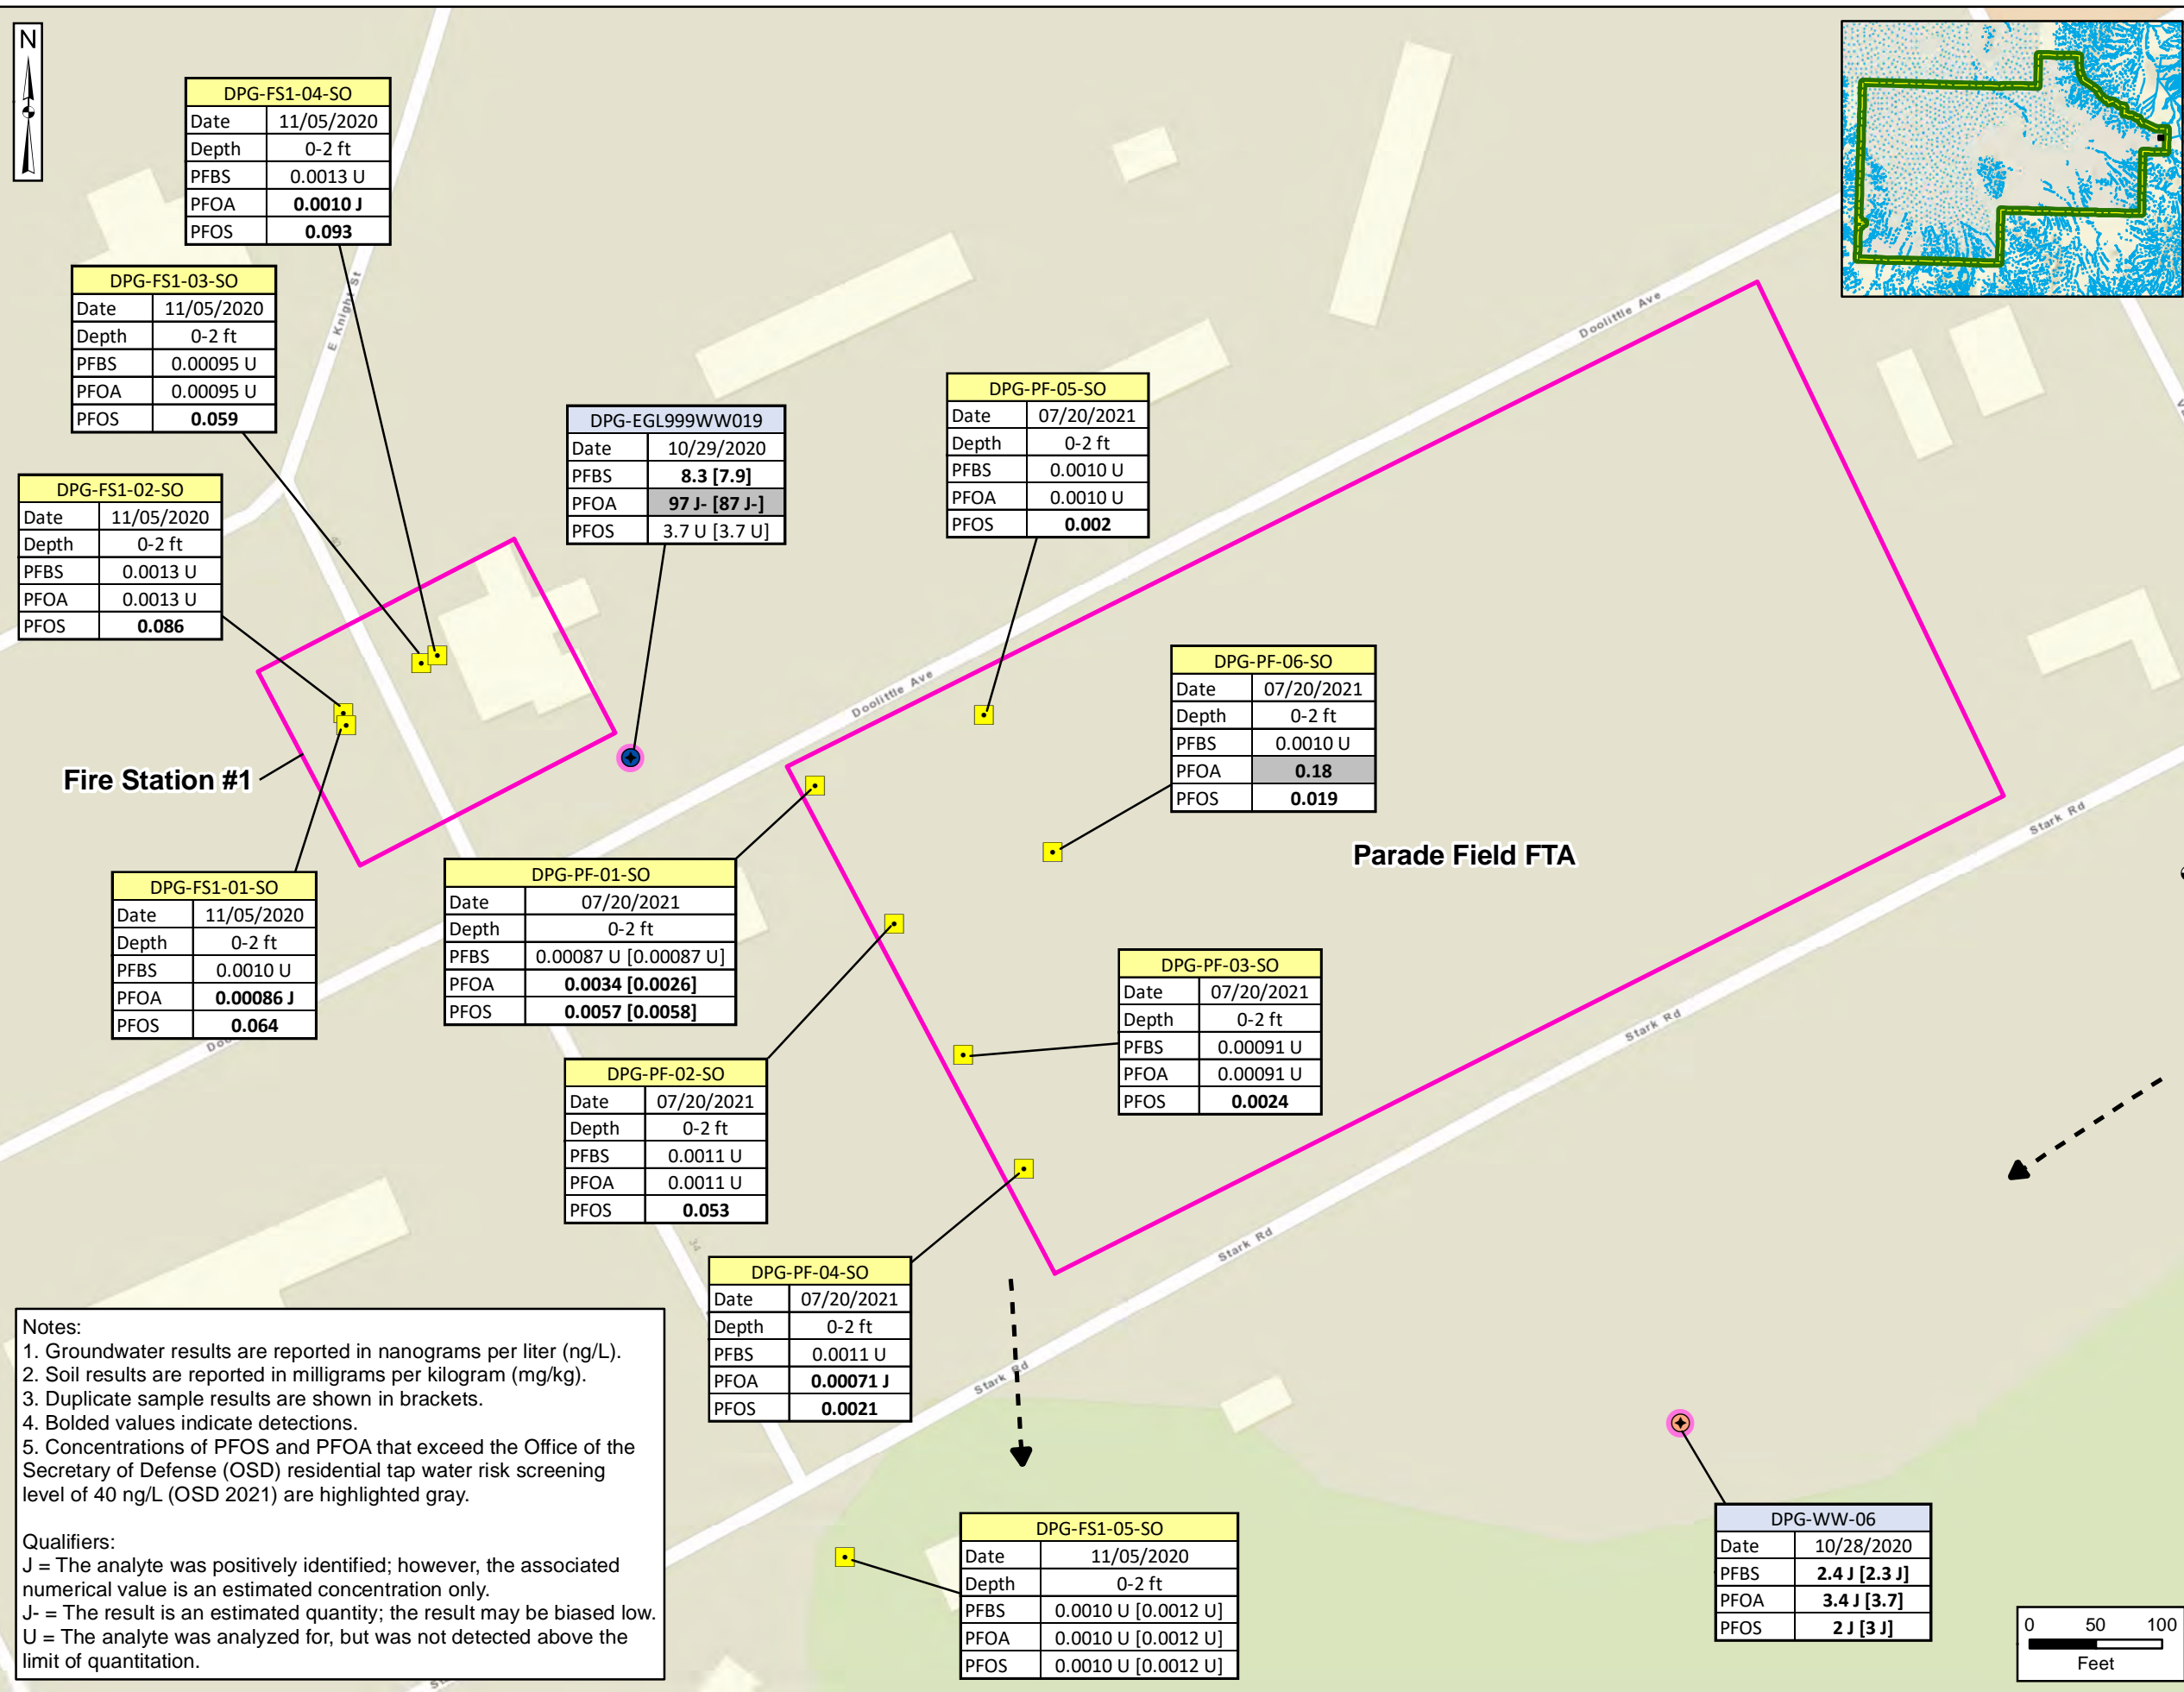 N
DPG-FS1-04-SO
Date 11/05/2020
Depth 0-2 ft
PFBS 0.0013 U
PFOA 0.0010 J
PFOS 0.093
DPG-FS1-03-SO
Date 11/05/2020
Depth 0-2 ft
PFBS 0.00095 U
PFOA 0.00095 U
PFOS 0.059
E Knight St
DPG-FS1-02-SO
Date 11/05/2020
Depth 0-2 ft
PFBS 0.0013 U
PFOA 0.0013 U
PFOS 0.086
DPG-EGL999WW019
Date 10/29/2020
PFBS 8.3 [7.9]
PFOA 97 J- [87 J-]
PFOS 3.7 U [3.7 U]
DPG-PF-05-SO
Date 07/20/2021
Depth 0-2 ft
PFBS 0.0010 U
PFOA 0.0010 U
PFOS 0.002
Doolittle Ave
Doolittle Ave
DPG-PF-06-SO
Date 07/20/2021
Depth 0-2 ft
PFBS 0.0010 U
PFOA 0.18
PFOS 0.019
Fire Station #1
Parade Field FTA
Stark Rd
DPG-FS1-01-SO
Date 11/05/2020
Depth 0-2 ft
PFBS 0.0010 U
PFOA 0.00086 J
PFOS 0.064
DPG-PF-01-SO
Date 07/20/2021
Depth 0-2 ft
PFBS 0.00087 U [0.00087 U]
PFOA 0.0034 [0.0026]
PFOS 0.0057 [0.0058]
DPG-PF-03-SO
Date 07/20/2021
Depth 0-2 ft
PFBS 0.00091 U
PFOA 0.00091 U
PFOS 0.0024
Stark Rd
DPG-PF-02-SO
Date 07/20/2021
Depth 0-2 ft
PFBS 0.0011 U
PFOA 0.0011 U
PFOS 0.053
34
Stark Rd
DPG-PF-04-SO
Date 07/20/2021
Depth 0-2 ft
PFBS 0.0011 U
PFOA 0.00071 J
PFOS 0.0021
Stark Rd
Notes:
1. Groundwater results are reported in nanograms per liter (ng/L).
2. Soil results are reported in milligrams per kilogram (mg/kg).
3. Duplicate sample results are shown in brackets.
4. Bolded values indicate detections.
5. Concentrations of PFOS and PFOA that exceed the Office of the
Secretary of Defense (OSD) residential tap water risk screening
level of 40 ng/L (OSD 2021) are highlighted gray.
Qualifiers:
J = The analyte was positively identified; however, the associated
numerical value is an estimated concentration only.
J- = The result is an estimated quantity; the result may be biased low.
U = The analyte was analyzed for, but was not detected above the
limit of quantitation.
DPG-FS1-05-SO
Date 11/05/2020
Depth 0-2 ft
PFBS 0.0010 U [0.0012 U]
PFOA 0.0010 U [0.0012 U]
PFOS 0.0010 U [0.0012 U]
DPG-WW-06
Date 10/28/2020
PFBS 2.4 J [2.3 J]
PFOA 3.4 J [3.7]
PFOS 2 J [3 J]
0 50 100
Feet